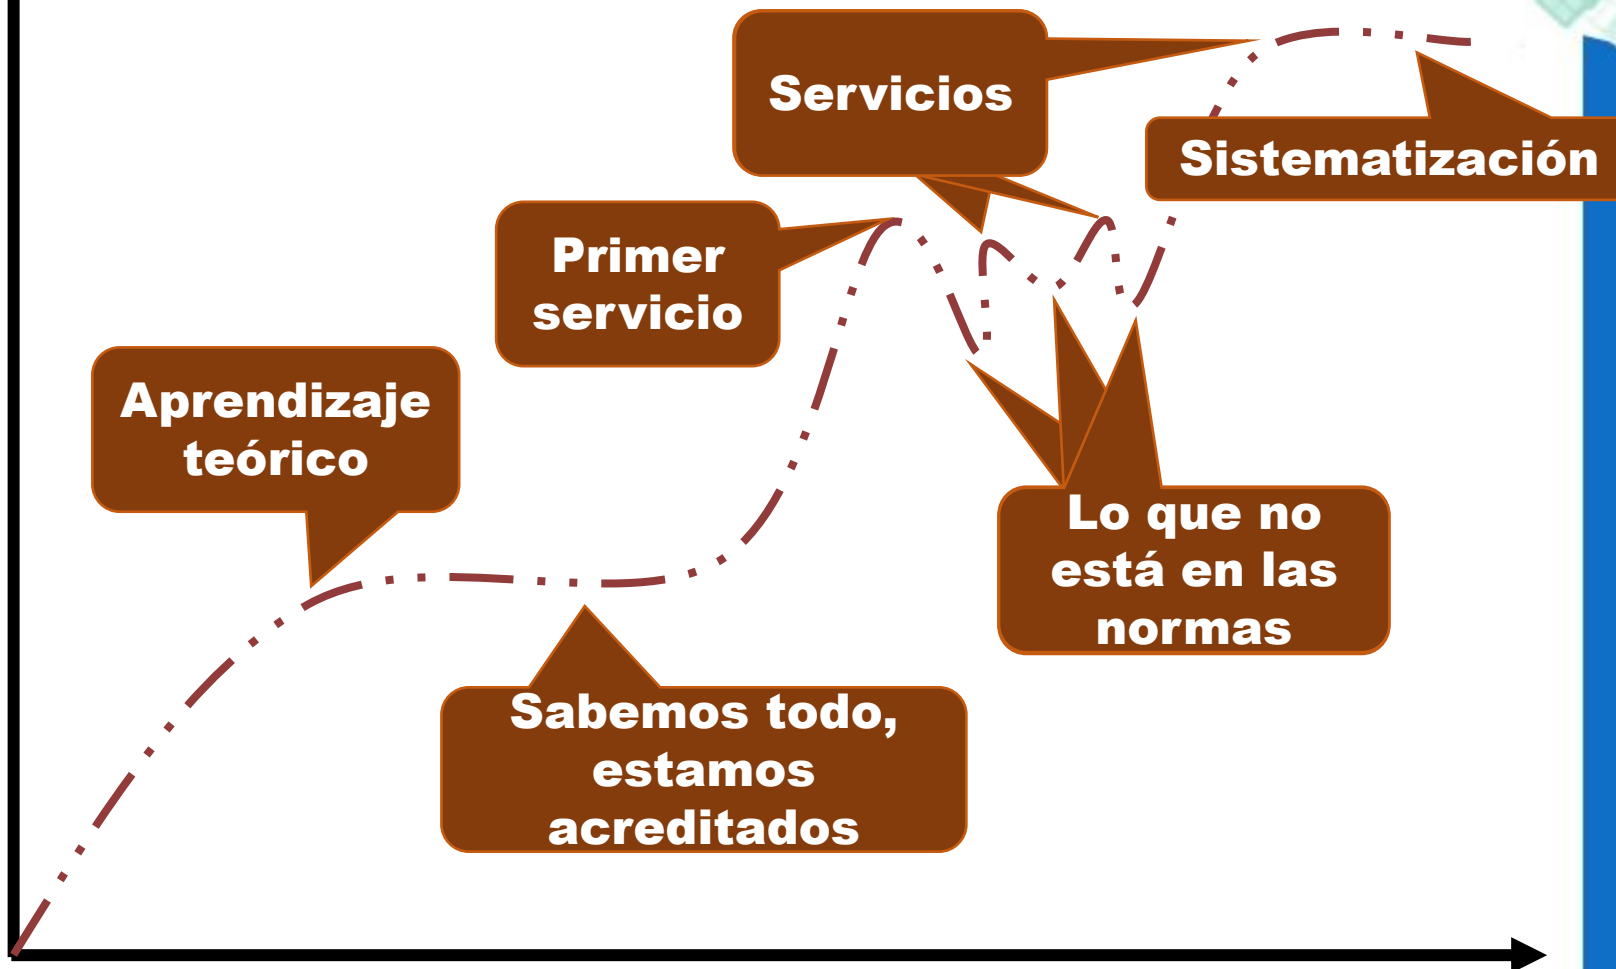 Servicios
Sistematización
Primer
servicio
Aprendizaje
teórico
Lo que no
está en las
normas
Sabemos todo,
estamos
acreditados